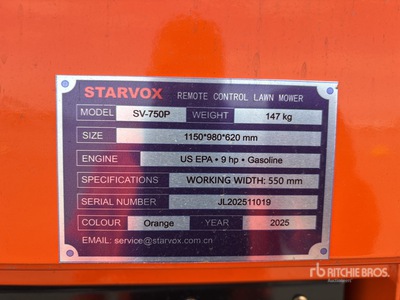 STARVOX REMOTE CONTROL LAWN MOWER
MODEL SV-750P WEIGHT 147 kg
SIZE 1150*980*620 mm
ENGINE US EPA • 9 hp • Gasoline
SPECIFICATIONS WORKING WIDTH: 550 mm
SERIAL NUMBER JL202511019
COLOUR Orange YEAR 2025
EMAIL: service@starvox.com.cn
rb RITCHIE BROS.
Auctioneers